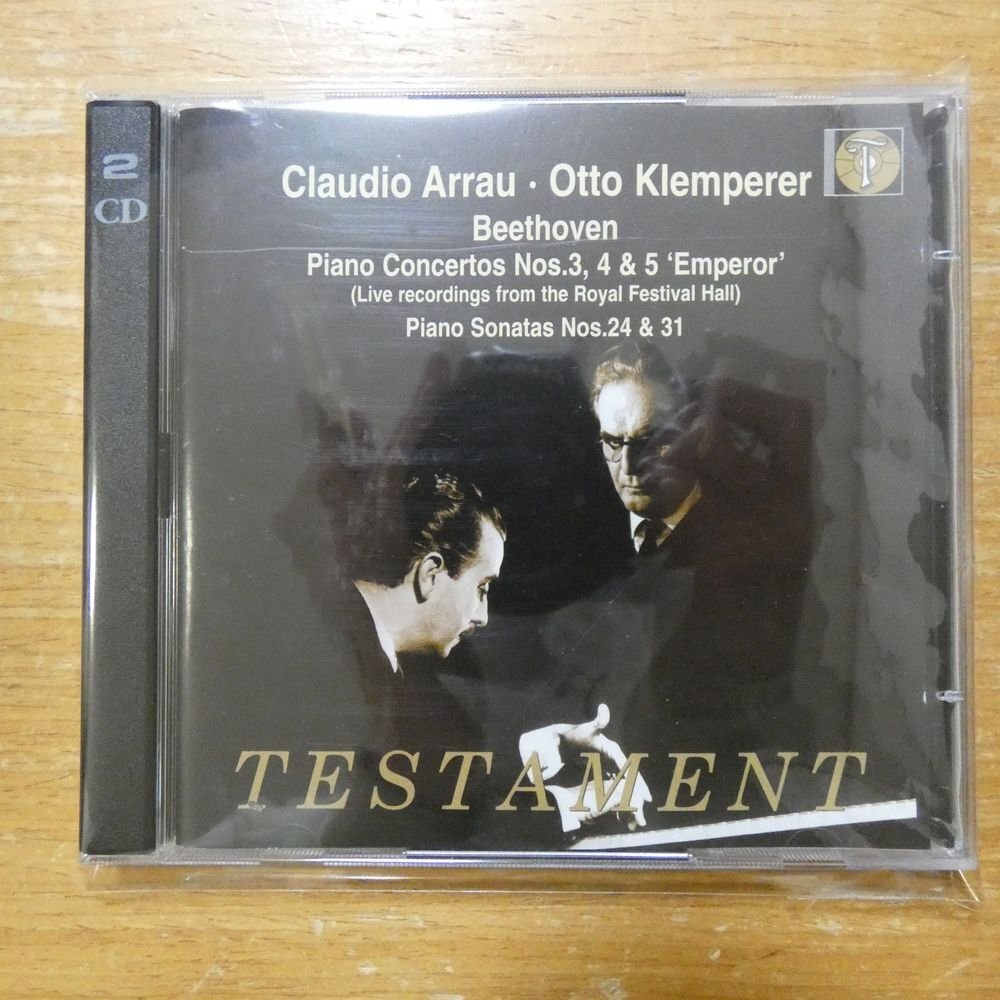 2
CD
Claudio Arrau · Otto Klemperer
Beethoven
Piano Concertos Nos.3, 4 & 5 ‘Emperor’
(Live recordings from the Royal Festival Hall)
Piano Sonatas Nos.24 & 31
T
TESTAMENT